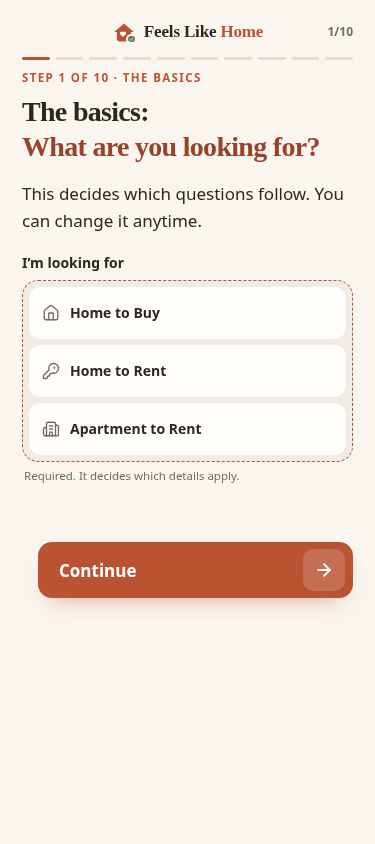 Feels Like Home
1/10
STEP 1 OF 10 · THE BASICS
The basics:
What are you looking for?
This decides which questions follow. You
can change it anytime.
I'm looking for
Home to Buy
Home to Rent
Apartment to Rent
Required. It decides which details apply.
Continue